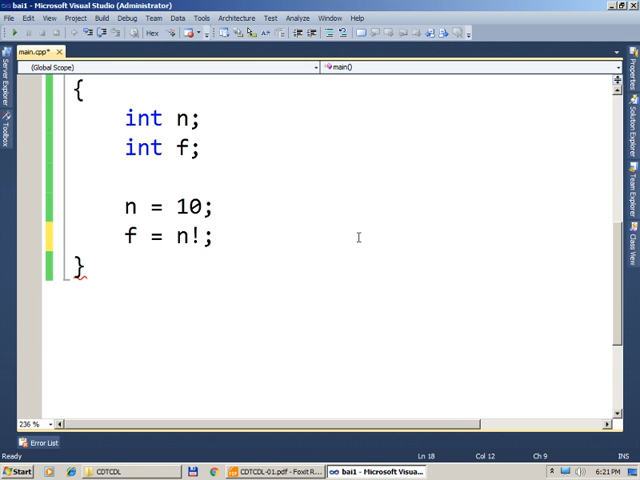 bai1 - Microsoft Visual Studio (Administrator)
File Edit View Project Build Debug Team Data Tools Architecture Test Analyze Window Help
Hex
main.cpp*
(Global Scope) main()
{
int n;
int f;
n = 10;
f = n!;
}
Server Explorer
Toolbox
Properties
Solution Explorer
Team Explorer
Class View
236 %
Error List
Ready Ln 18 Col 12 Ch 9 INS
Start CDTCDL CDTCDL-01.pdf - Foxit R... bai1 - Microsoft Visua... 6:21 PM